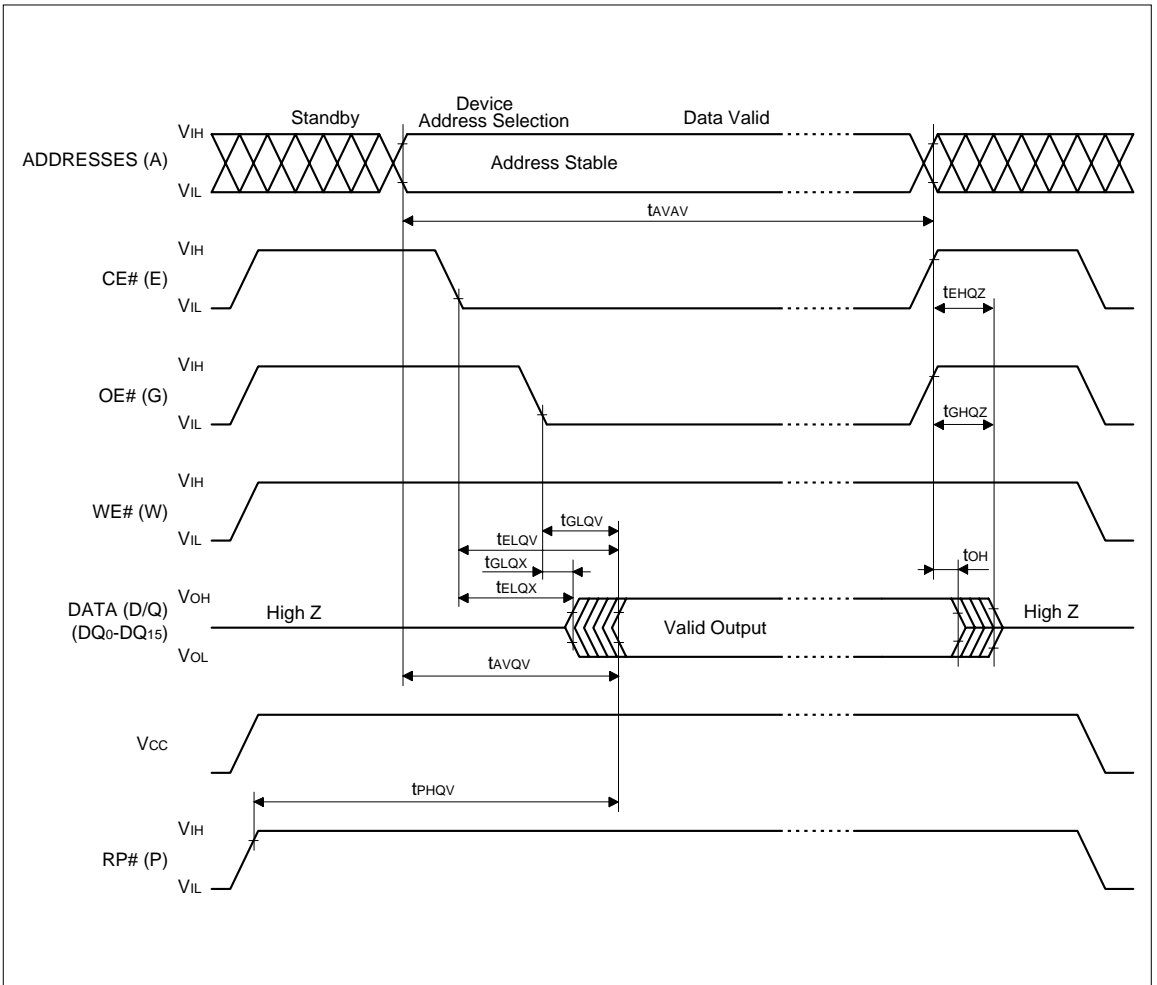 Standby
Device
Address Selection
Data Valid
VIH
ADDRESSES (A)
Address Stable
VIL
tAVAV
VIH
CE# (E)
VIL
tEHQZ
VIH
OE# (G)
VIL
tGHQZ
VIH
WE# (W)
VIL
tGLQV
tELQV
tGLQX
tOH
tELQX
VOH
DATA (D/Q)
(DQ0-DQ15)
High Z
Valid Output
High Z
VOL
tAVQV
VCC
tPHQV
VIH
RP# (P)
VIL